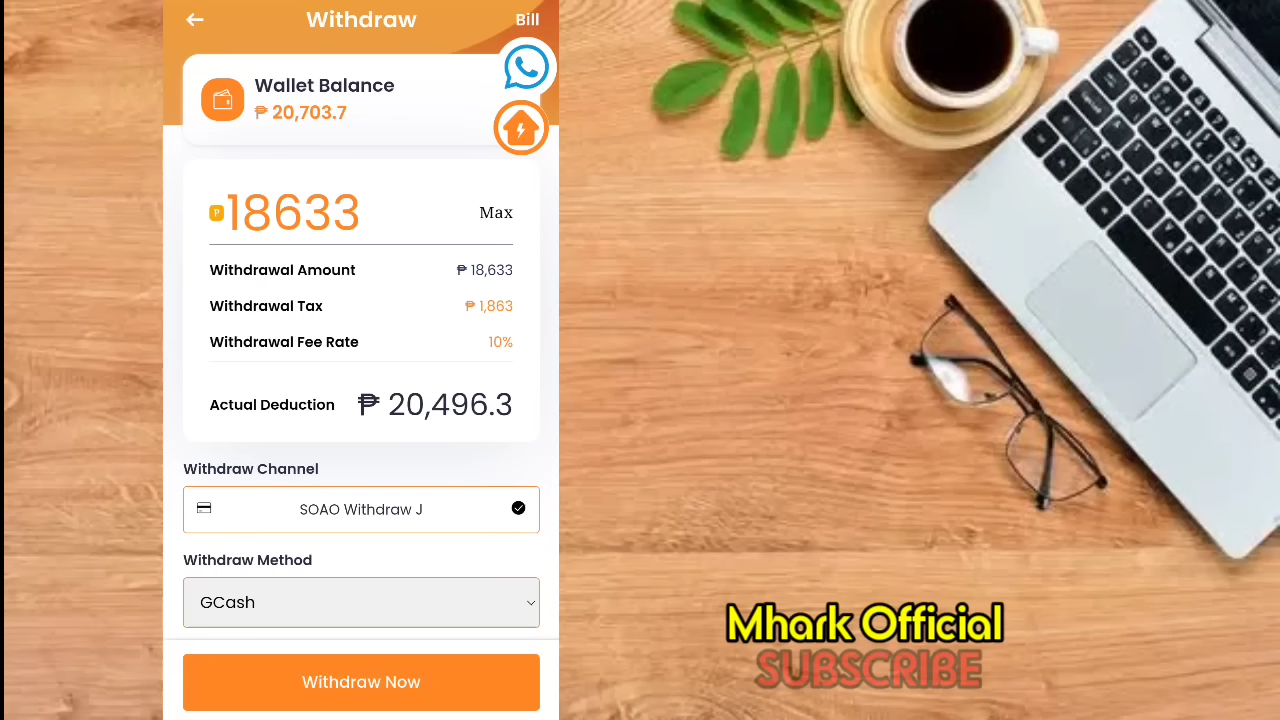 Withdraw
Bill
Wallet Balance
₱ 20,703.7
₱ 18633
Max
Withdrawal Amount ₱ 18,633
Withdrawal Tax ₱ 1,863
Withdrawal Fee Rate 10%
Actual Deduction ₱ 20,496.3
Withdraw Channel
SOAO Withdraw J
Withdraw Method
GCash
Withdraw Now
Mhark Official
SUBSCRIBE